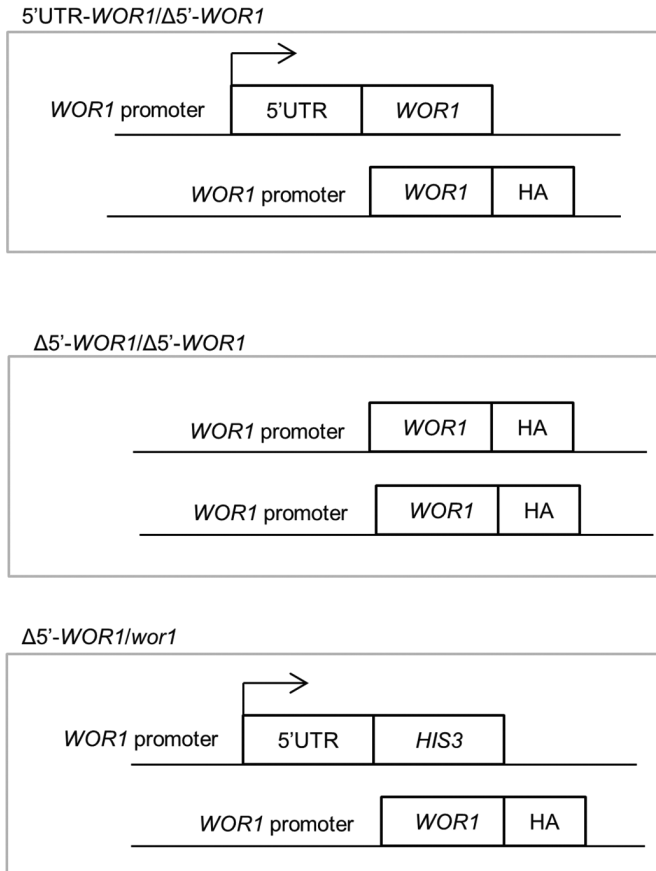 5’UTR-WOR1/Δ5’-WOR1
WOR1 promoter 5’UTR WOR1
WOR1 promoter WOR1 HA
Δ5’-WOR1/Δ5’-WOR1
WOR1 promoter WOR1 HA
WOR1 promoter WOR1 HA
Δ5’-WOR1/wor1
WOR1 promoter 5’UTR HIS3
WOR1 promoter WOR1 HA